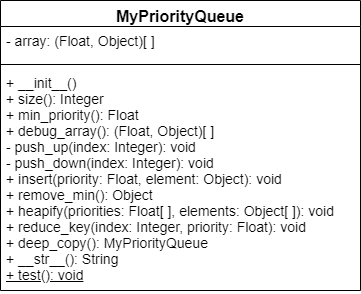 MyPriorityQueue
- array: (Float, Object)[ ]
+ __init__()
+ size(): Integer
+ min_priority(): Float
+ debug_array(): (Float, Object)[ ]
- push_up(index: Integer): void
- push_down(index: Integer): void
+ insert(priority: Float, element: Object): void
+ remove_min(): Object
+ heapify(priorities: Float[ ], elements: Object[ ]): void
+ reduce_key(index: Integer, priority: Float): void
+ deep_copy(): MyPriorityQueue
+ __str__(): String
+ test(): void